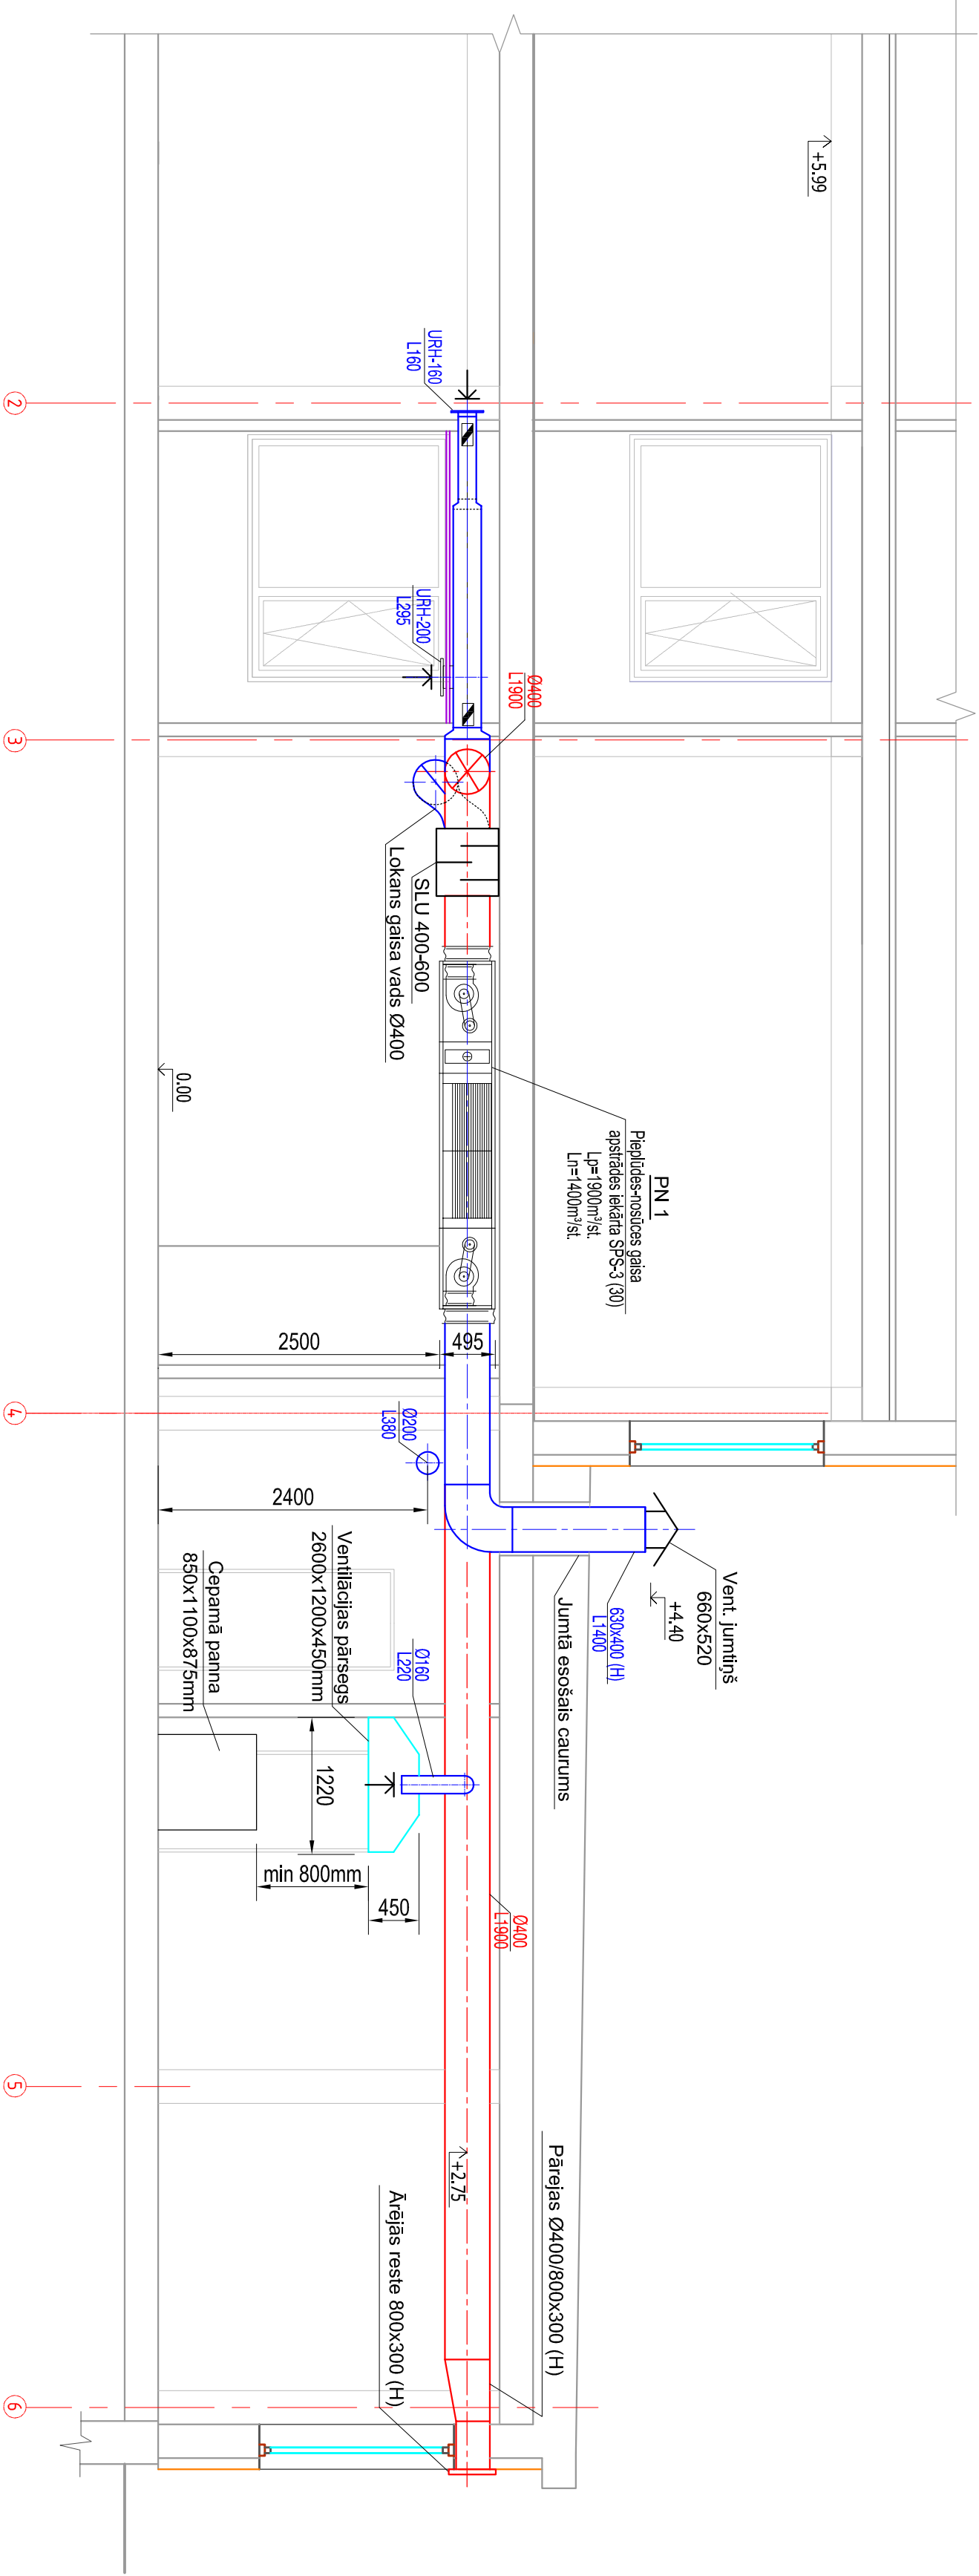 +5.99
URH-160
L160
URH-200
L295
Ø400
L1900
Lokans gaisa vads Ø400
SLU 400-600
0.00
PN 1
Pieplūdes-nosūces gaisa
apstrādes iekārta SPS-3 (30)
Lp=1900m³/st.
Ln=1400m³/st.
2500
495
Ø200
L380
2400
Vent. jumtiņš
660x520
+4.40
630x400 (H)
L1400
Jumtā esošais caurums
Ventilācijas pārsegs
2600x1200x450mm
Cepamā panna
850x1100x875mm
Ø160
L220
1220
min 800mm
450
Ø400
L1900
+2.75
Pārejas Ø400/800x300 (H)
Ārējās reste 800x300 (H)
2
3
4
5
6